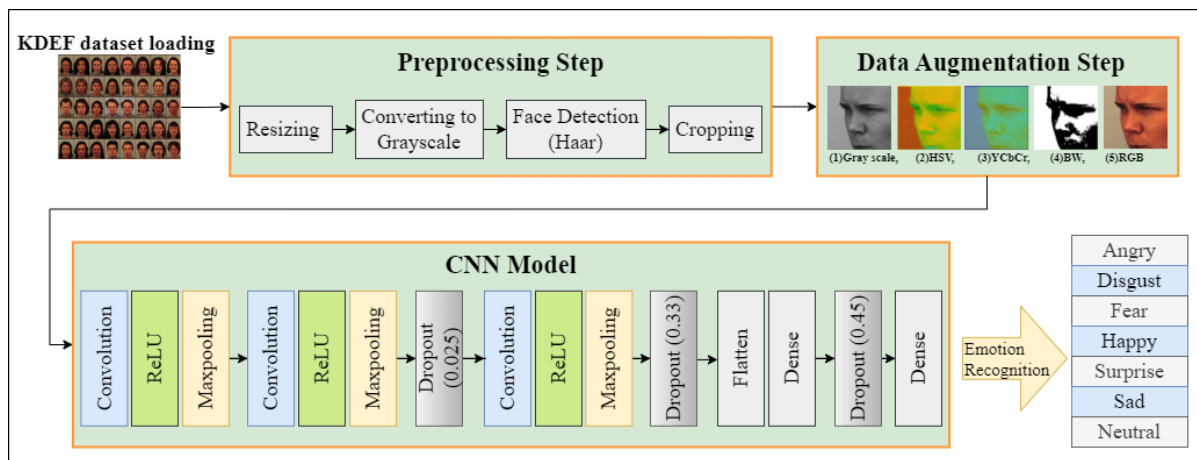 KDEF dataset loading
Preprocessing Step
Resizing
Converting to
Grayscale
Face Detection
(Haar)
Cropping
Data Augmentation Step
(1)Gray scale,
(2)HSV,
(3)YCbCr,
(4)BW,
(5)RGB
CNN Model
Convolution
ReLU
Maxpooling
Convolution
ReLU
Maxpooling
Dropout
(0.025)
Convolution
ReLU
Maxpooling
Dropout (0.33)
Flatten
Dense
Dropout (0.45)
Dense
Emotion
Recognition
Angry
Disgust
Fear
Happy
Surprise
Sad
Neutral